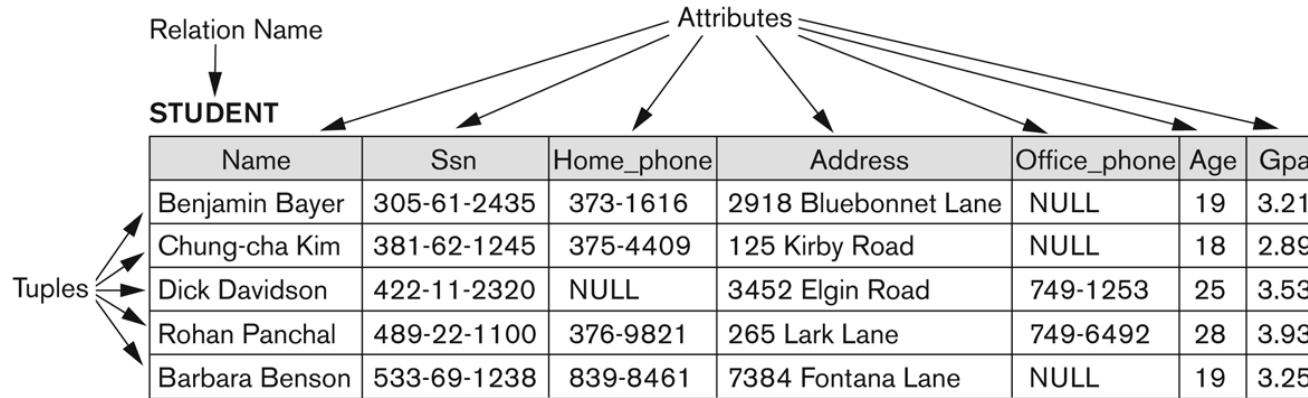 Attributes
Relation Name
STUDENT
Name Ssn Home_phone Address Office_phone Age Gpa
Benjamin Bayer 305-61-2435 373-1616 2918 Bluebonnet Lane NULL 19 3.21
Chung-cha Kim 381-62-1245 375-4409 125 Kirby Road NULL 18 2.89
Tuples Dick Davidson 422-11-2320 NULL 3452 Elgin Road 749-1253 25 3.53
Rohan Panchal 489-22-1100 376-9821 265 Lark Lane 749-6492 28 3.93
Barbara Benson 533-69-1238 839-8461 7384 Fontana Lane NULL 19 3.25